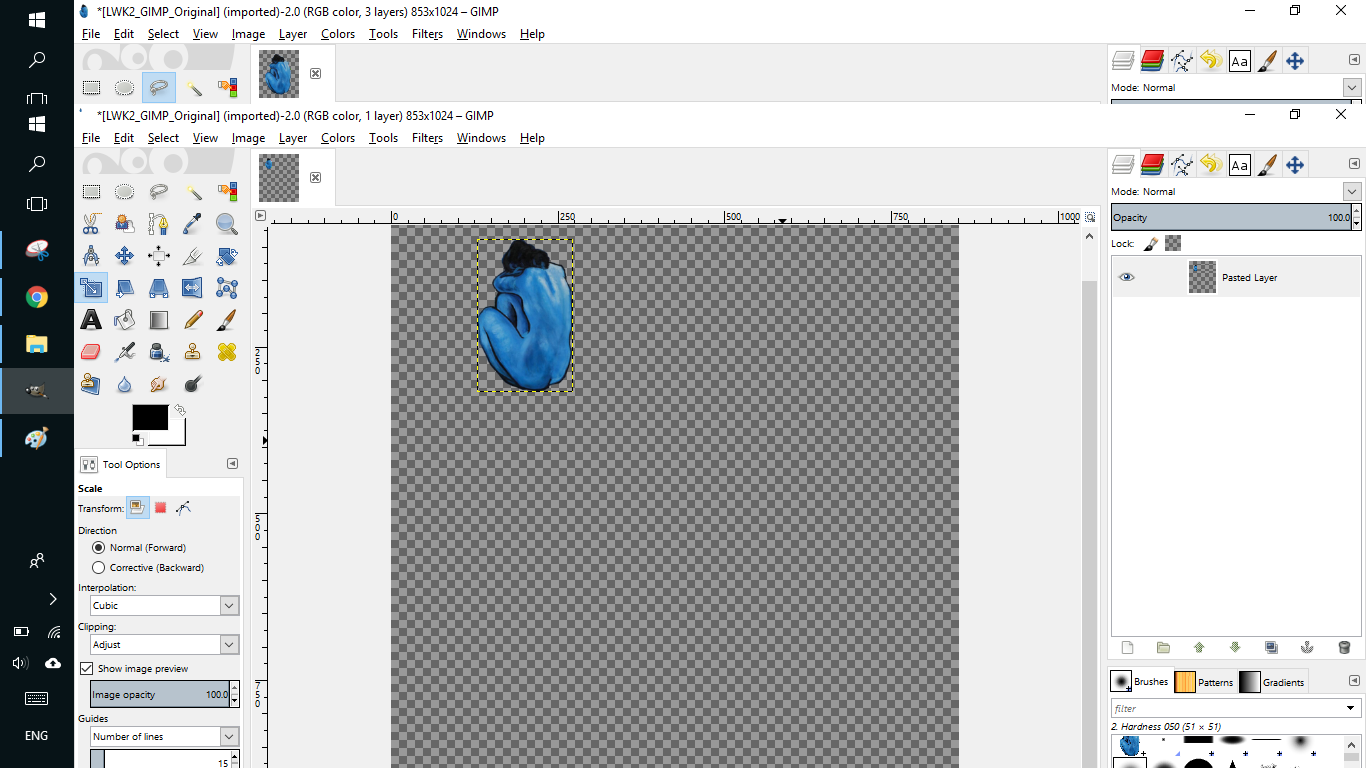 *[LWK2_GIMP_Original] (imported)-2.0 (RGB color, 3 layers) 853x1024 – GIMP
File Edit Select View Image Layer Colors Tools Filters Windows Help
Aa
Mode: Normal
*[LWK2_GIMP_Original] (imported)-2.0 (RGB color, 1 layer) 853x1024 – GIMP
File Edit Select View Image Layer Colors Tools Filters Windows Help
Aa
Mode: Normal
0 250 500 750 1000
Opacity 100.0
Lock:
Pasted Layer
250
500
750
Tool Options
Scale
Transform:
Direction
Normal (Forward)
Corrective (Backward)
Interpolation:
Cubic
Clipping:
Adjust
Show image preview
Image opacity 100.0
Guides
Number of lines
15
ENG
Brushes Patterns Gradients
filter
2. Hardness 050 (51 × 51)